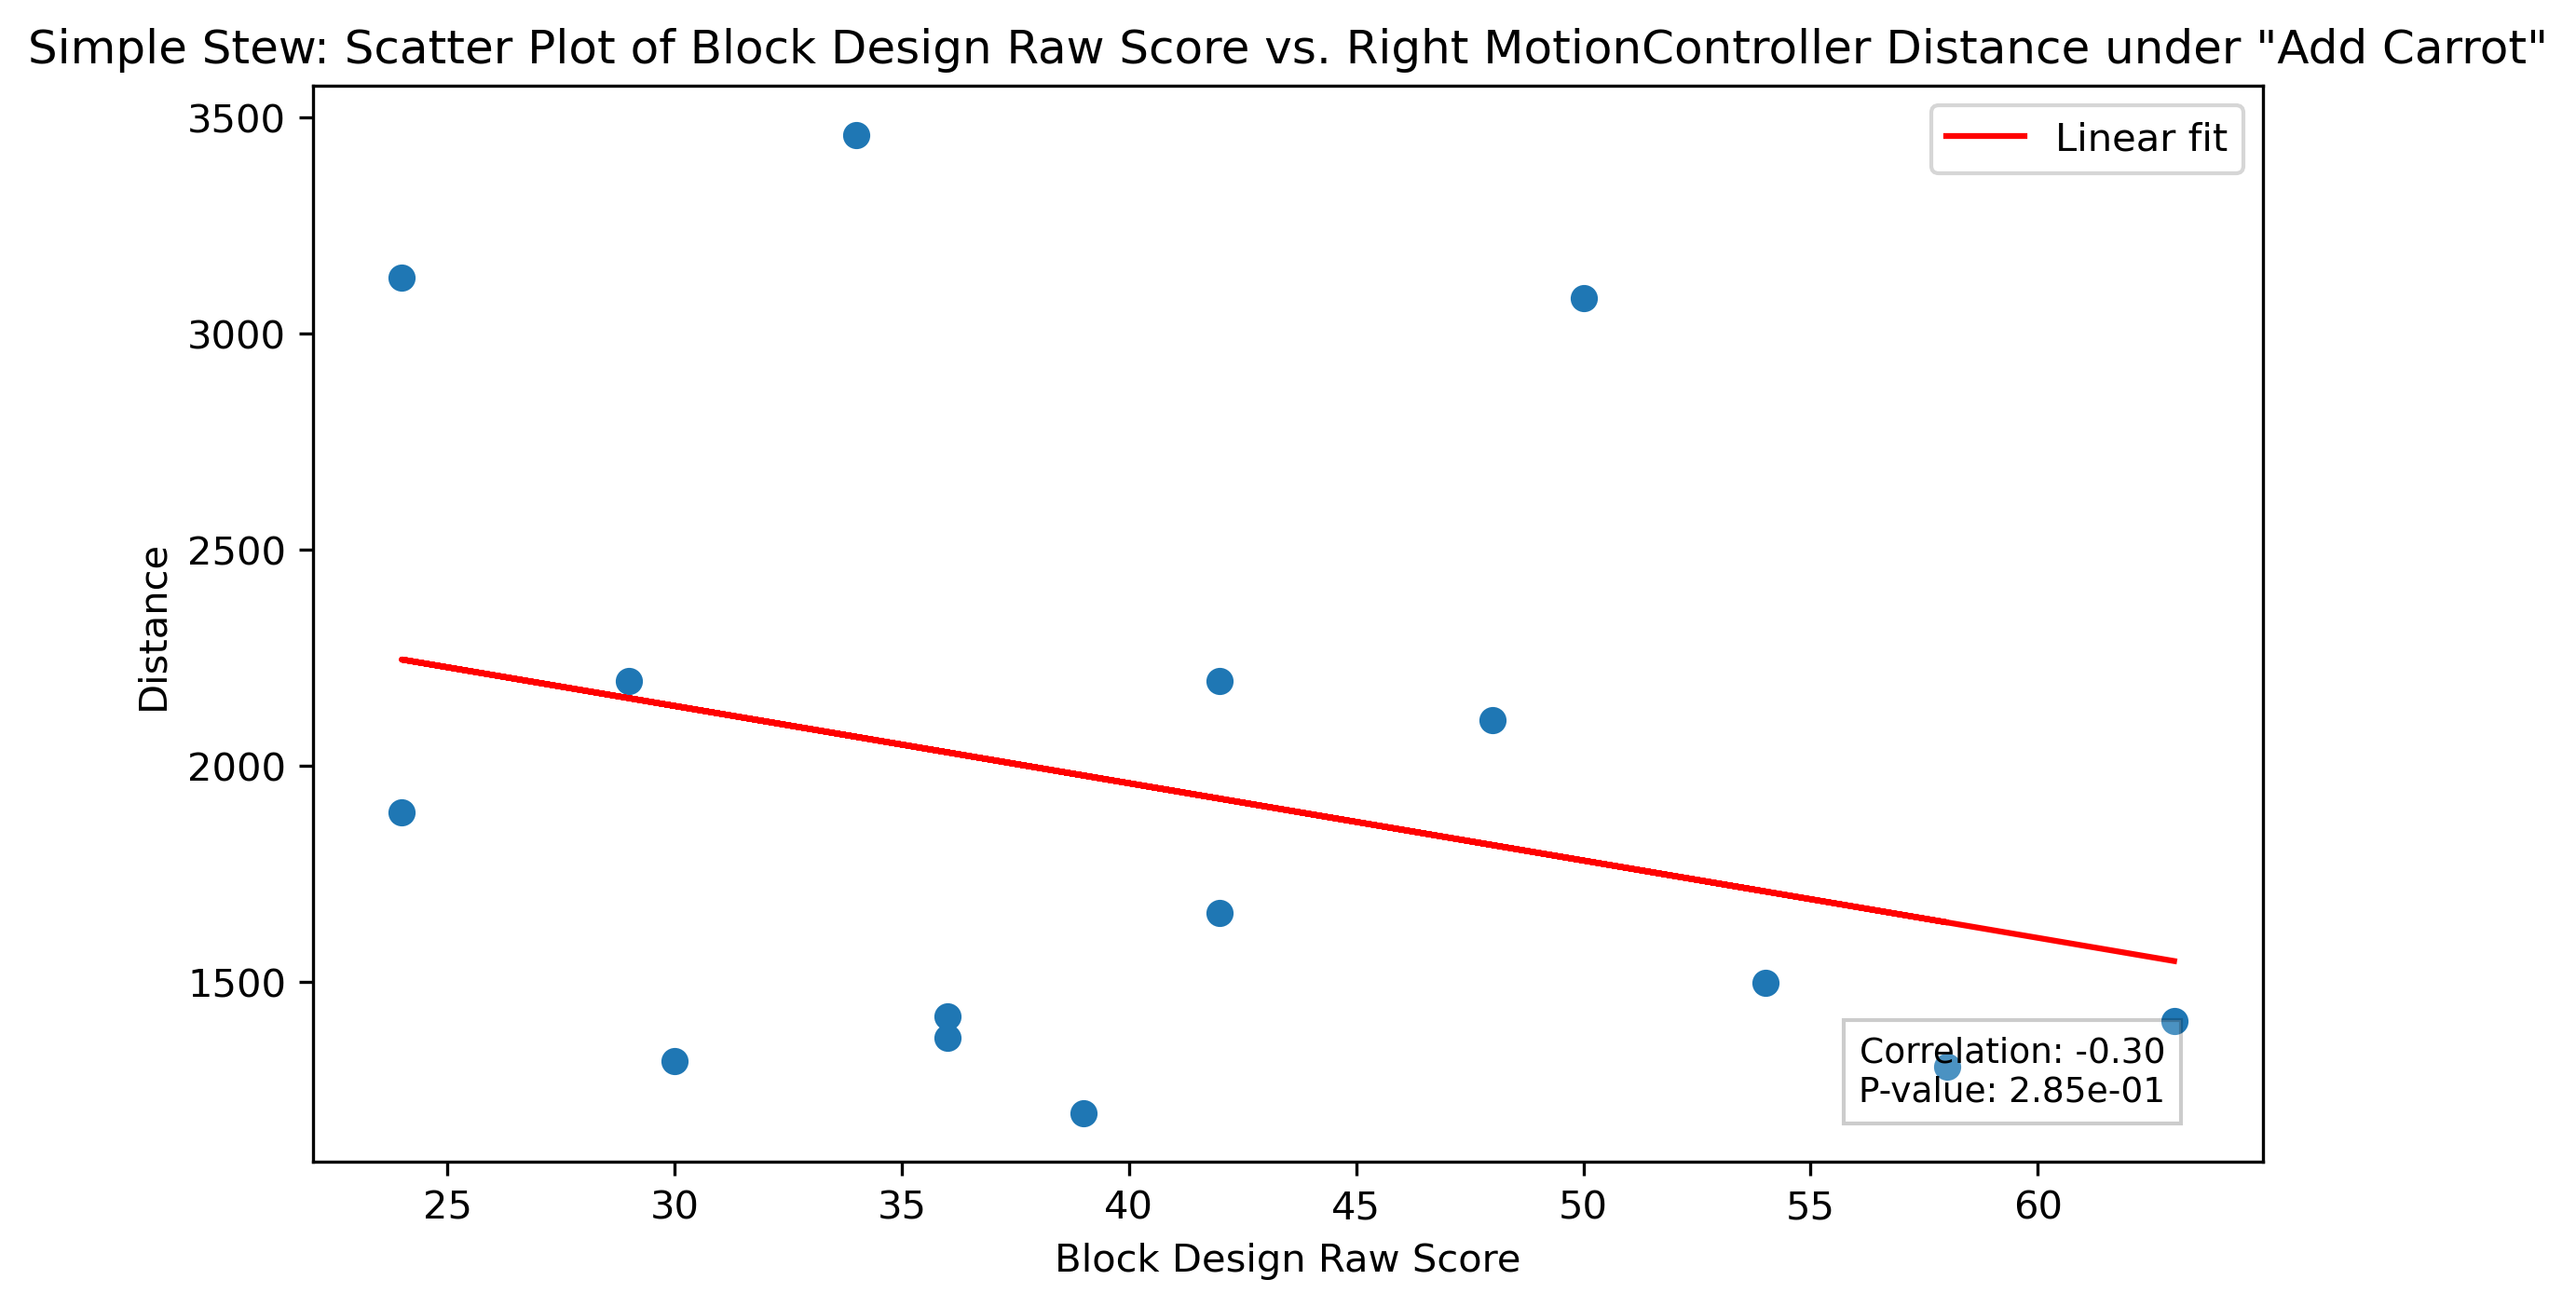 Simple Stew: Scatter Plot of Block Design Raw Score vs. Right MotionController Distance under "Add Carrot"
Linear fit
3500
3000
2500
2000
1500
Distance
Correlation: -0.30
P-value: 2.85e-01
25 30 35 40 45 50 55 60
Block Design Raw Score